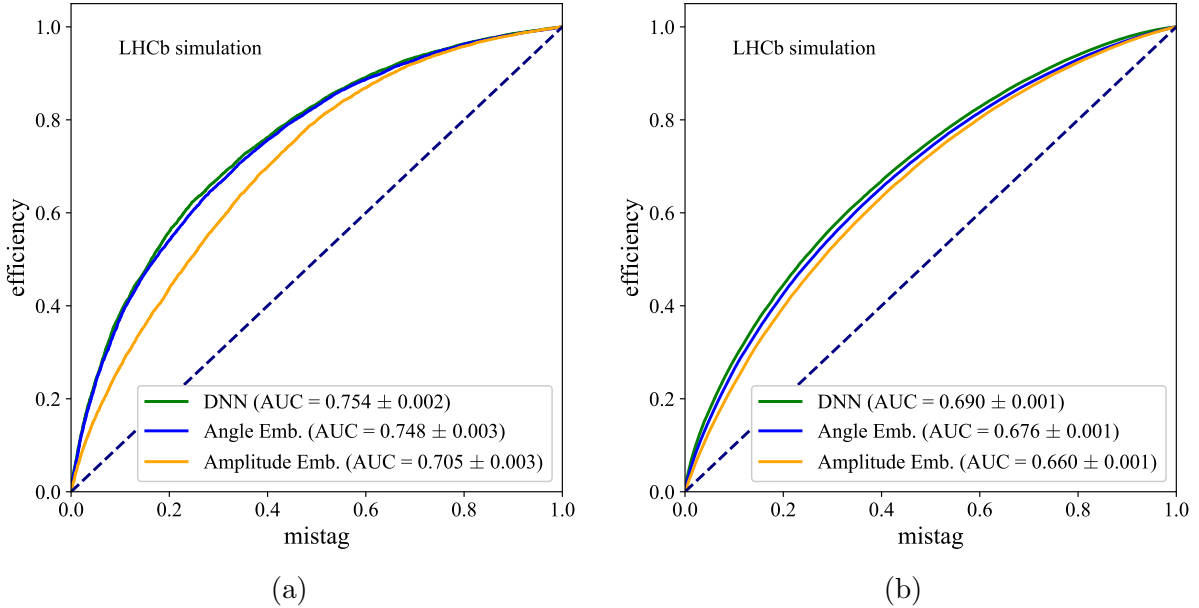 LHCb simulation
efficiency
1.0
0.8
0.6
0.4
0.2
0.0
DNN (AUC = 0.754 ± 0.002)
Angle Emb. (AUC = 0.748 ± 0.003)
Amplitude Emb. (AUC = 0.705 ± 0.003)
0.0 0.2 0.4 0.6 0.8 1.0
mistag
(a)
LHCb simulation
efficiency
1.0
0.8
0.6
0.4
0.2
0.0
DNN (AUC = 0.690 ± 0.001)
Angle Emb. (AUC = 0.676 ± 0.001)
Amplitude Emb. (AUC = 0.660 ± 0.001)
0.0 0.2 0.4 0.6 0.8 1.0
mistag
(b)